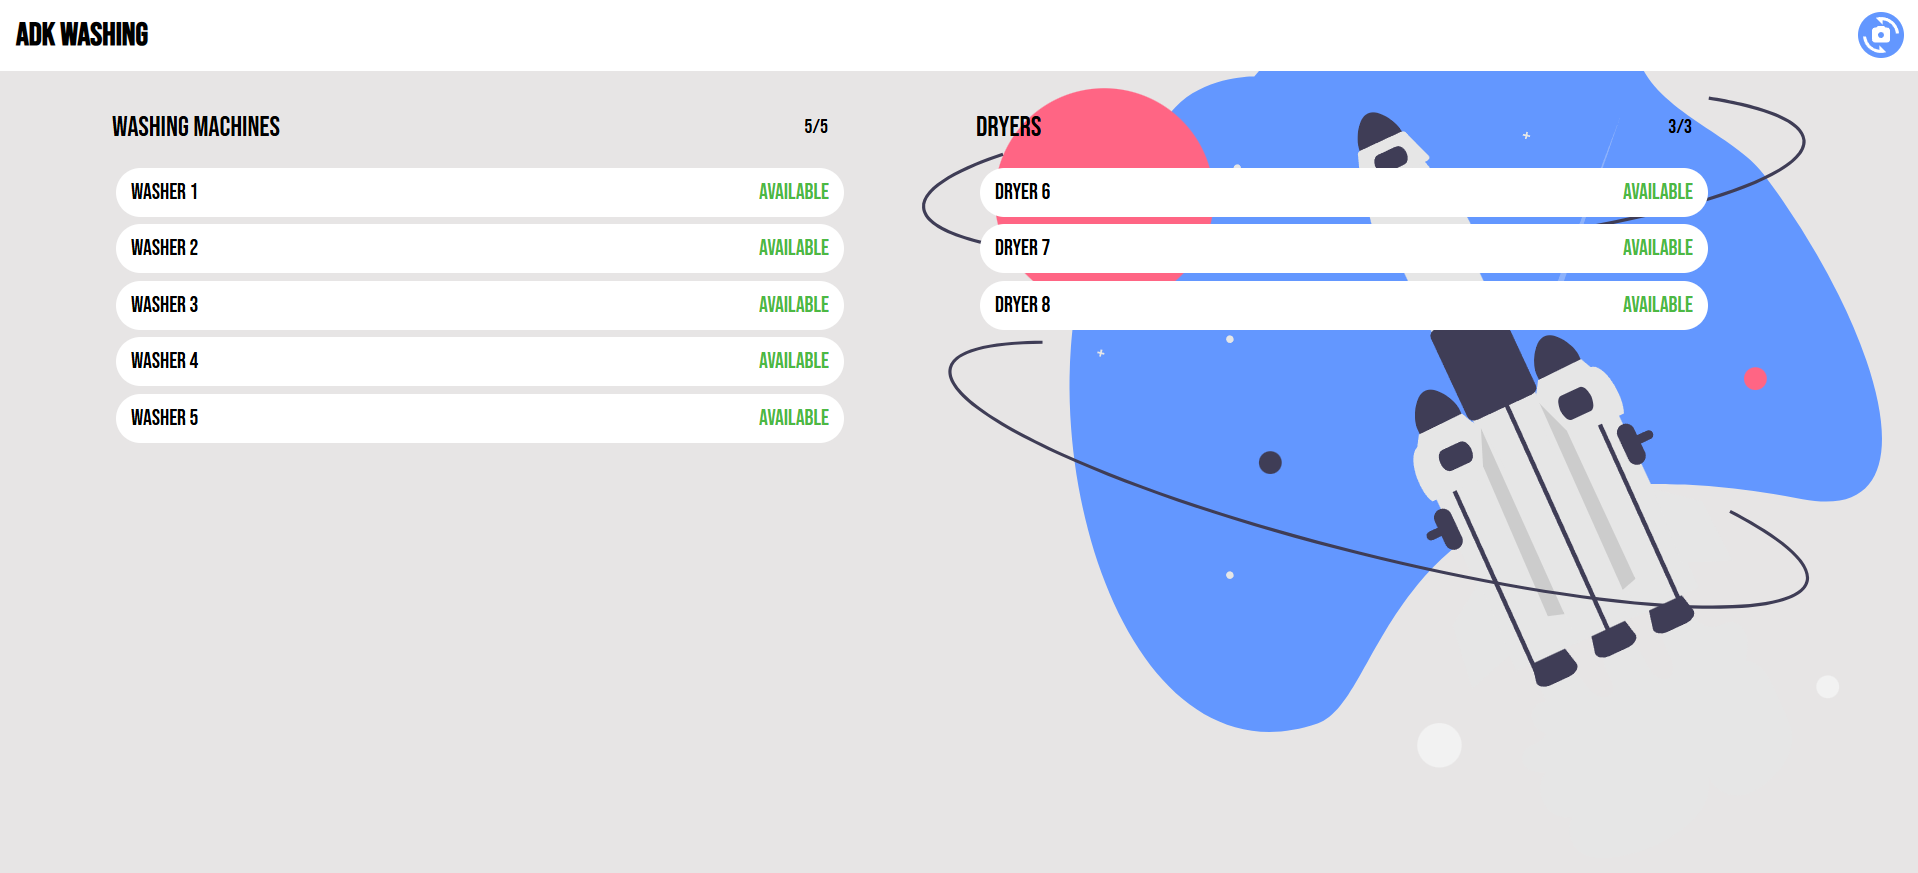 ADK WASHING
WASHING MACHINES 5/5
WASHER 1 AVAILABLE
WASHER 2 AVAILABLE
WASHER 3 AVAILABLE
WASHER 4 AVAILABLE
WASHER 5 AVAILABLE
DRYERS 3/3
DRYER 6 AVAILABLE
DRYER 7 AVAILABLE
DRYER 8 AVAILABLE